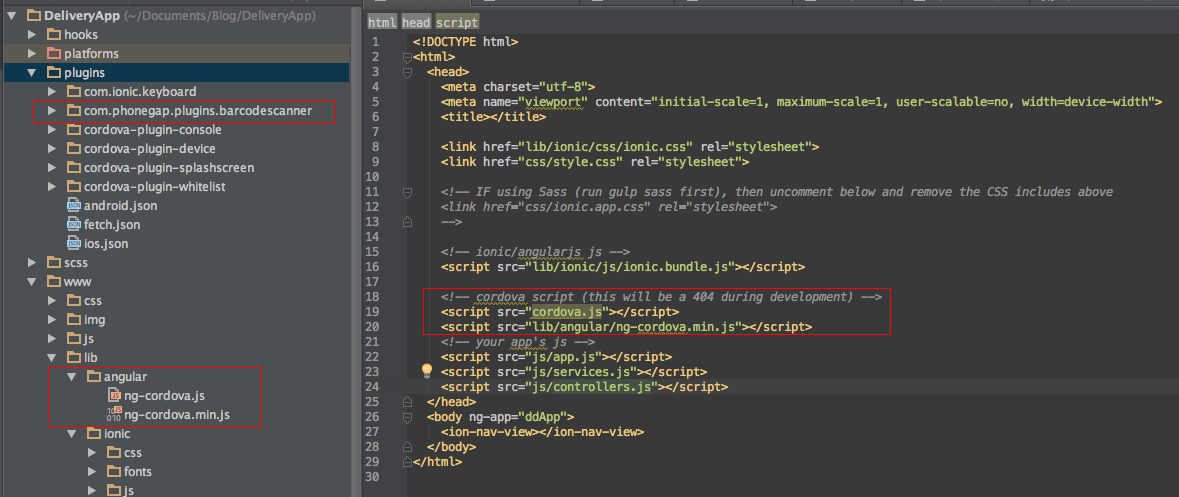 DeliveryApp (~/Documents/Blog/DeliveryApp)
hooks
platforms
plugins
com.ionic.keyboard
com.phonegap.plugins.barcodescanner
cordova-plugin-console
cordova-plugin-device
cordova-plugin-splashscreen
cordova-plugin-whitelist
android.json
fetch.json
ios.json
scss
www
css
img
js
lib
angular
ng-cordova.js
ng-cordova.min.js
ionic
css
fonts
js
html head script
1 <!DOCTYPE html>
2 <html>
3 <head>
4 <meta charset="utf-8">
5 <meta name="viewport" content="initial-scale=1, maximum-scale=1, user-scalable=no, width=device-width">
6 <title></title>
7
8 <link href="lib/ionic/css/ionic.css" rel="stylesheet">
9 <link href="css/style.css" rel="stylesheet">
10
11 <!-- IF using Sass (run gulp sass first), then uncomment below and remove the CSS includes above
12 <link href="css/ionic.app.css" rel="stylesheet">
13 -->
14
15 <!-- ionic/angularjs js -->
16 <script src="lib/ionic/js/ionic.bundle.js"></script>
17
18 <!-- cordova script (this will be a 404 during development) -->
19 <script src="cordova.js"></script>
20 <script src="lib/angular/ng-cordova.min.js"></script>
21 <!-- your app's js -->
22 <script src="js/app.js"></script>
23 <script src="js/services.js"></script>
24 <script src="js/controllers.js"></script>
25 </head>
26 <body ng-app="ddApp">
27 <ion-nav-view></ion-nav-view>
28 </body>
29 </html>
30